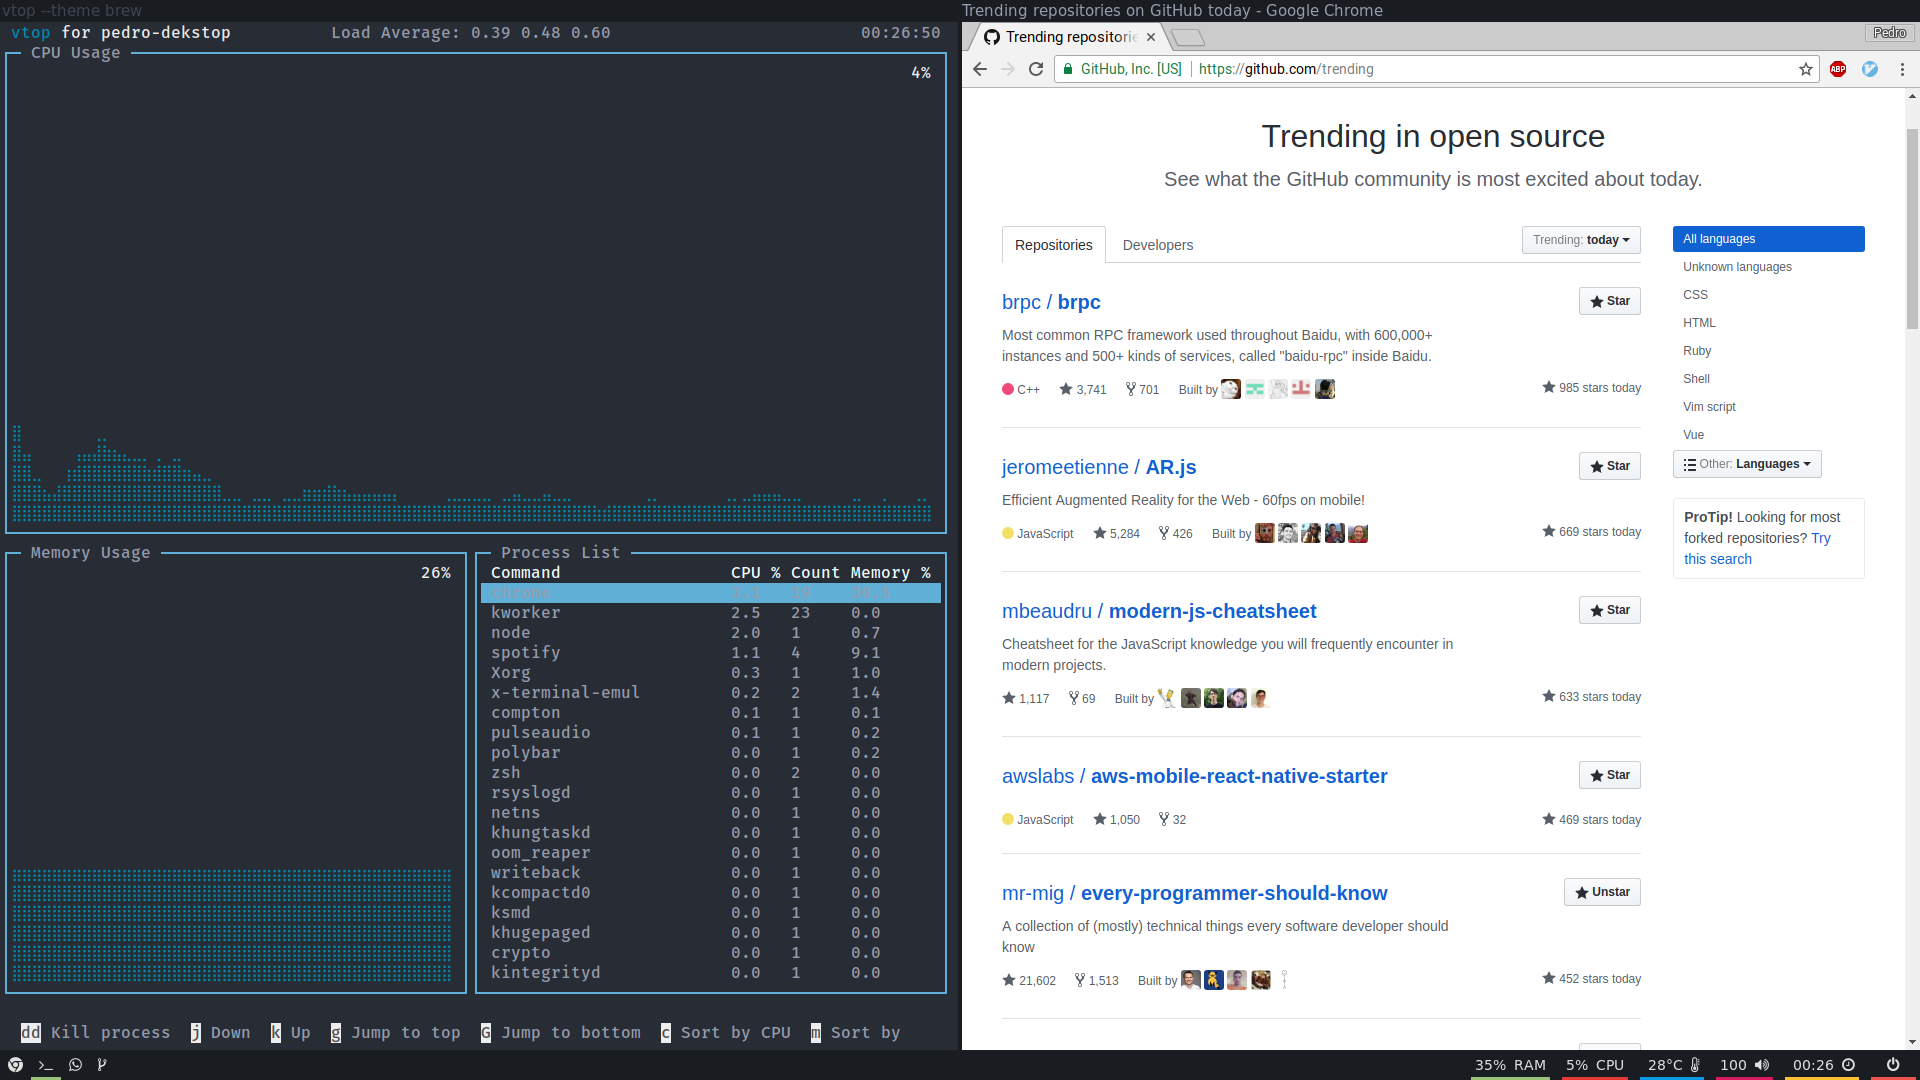 vtop --theme brew
vtop for pedro-dekstop Load Average: 0.39 0.48 0.60 00:26:50
CPU Usage
4%
Memory Usage
26%
Process List
Command CPU % Count Memory %
chrome
kworker 2.5 23 0.0
node 2.0 1 0.7
spotify 1.1 4 9.1
Xorg 0.3 1 1.0
x-terminal-emul 0.2 2 1.4
compton 0.1 1 0.1
pulseaudio 0.1 1 0.2
polybar 0.0 1 0.2
zsh 0.0 2 0.0
rsyslogd 0.0 1 0.0
netns 0.0 1 0.0
khungtaskd 0.0 1 0.0
oom_reaper 0.0 1 0.0
writeback 0.0 1 0.0
kcompactd0 0.0 1 0.0
ksmd 0.0 1 0.0
khugepaged 0.0 1 0.0
crypto 0.0 1 0.0
kintegrityd 0.0 1 0.0
dd Kill process j Down k Up g Jump to top G Jump to bottom c Sort by CPU m Sort by
Trending repositories on GitHub today - Google Chrome
Trending repositorie
Pedro
GitHub, Inc. [US] https://github.com/trending
ABP
Trending in open source
See what the GitHub community is most excited about today.
Repositories Developers
Trending: today
brpc / brpc
Star
Most common RPC framework used throughout Baidu, with 600,000+
instances and 500+ kinds of services, called "baidu-rpc" inside Baidu.
C++ 3,741 701 Built by 985 stars today
jeromeetienne / AR.js
Star
Efficient Augmented Reality for the Web - 60fps on mobile!
JavaScript 5,284 426 Built by 669 stars today
mbeaudru / modern-js-cheatsheet
Star
Cheatsheet for the JavaScript knowledge you will frequently encounter in
modern projects.
1,117 69 Built by 633 stars today
awslabs / aws-mobile-react-native-starter
Star
JavaScript 1,050 32 469 stars today
mr-mig / every-programmer-should-know
Unstar
A collection of (mostly) technical things every software developer should
know
21,602 1,513 Built by 452 stars today
All languages
Unknown languages
CSS
HTML
Ruby
Shell
Vim script
Vue
Other: Languages
ProTip! Looking for most
forked repositories? Try
this search
35% RAM 5% CPU 28°C 100 00:26